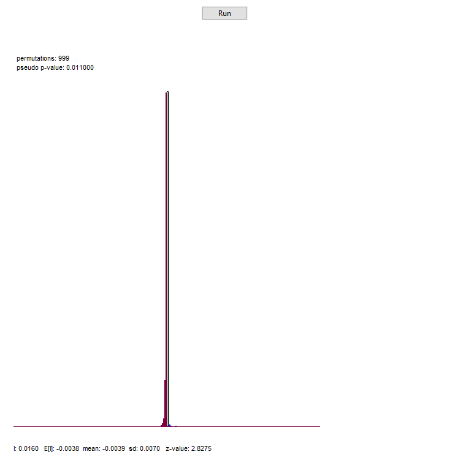 Run
permutations: 999
pseudo p-value: 0.011000
I: 0.0160 E[I]: -0.0038 mean: -0.0039 sd: 0.0070 z-value: 2.8275